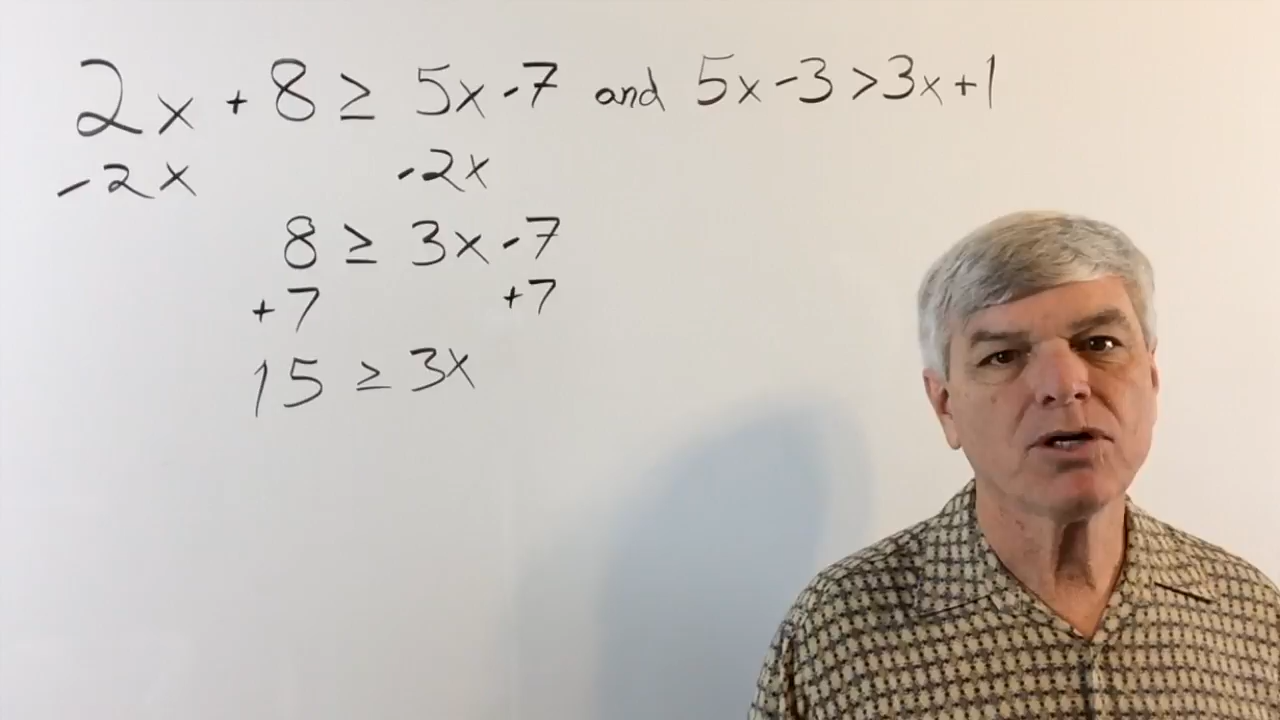 2x + 8 ≥ 5x - 7 and 5x - 3 > 3x + 1
-2x -2x
8 ≥ 3x - 7
+7 +7
15 ≥ 3x